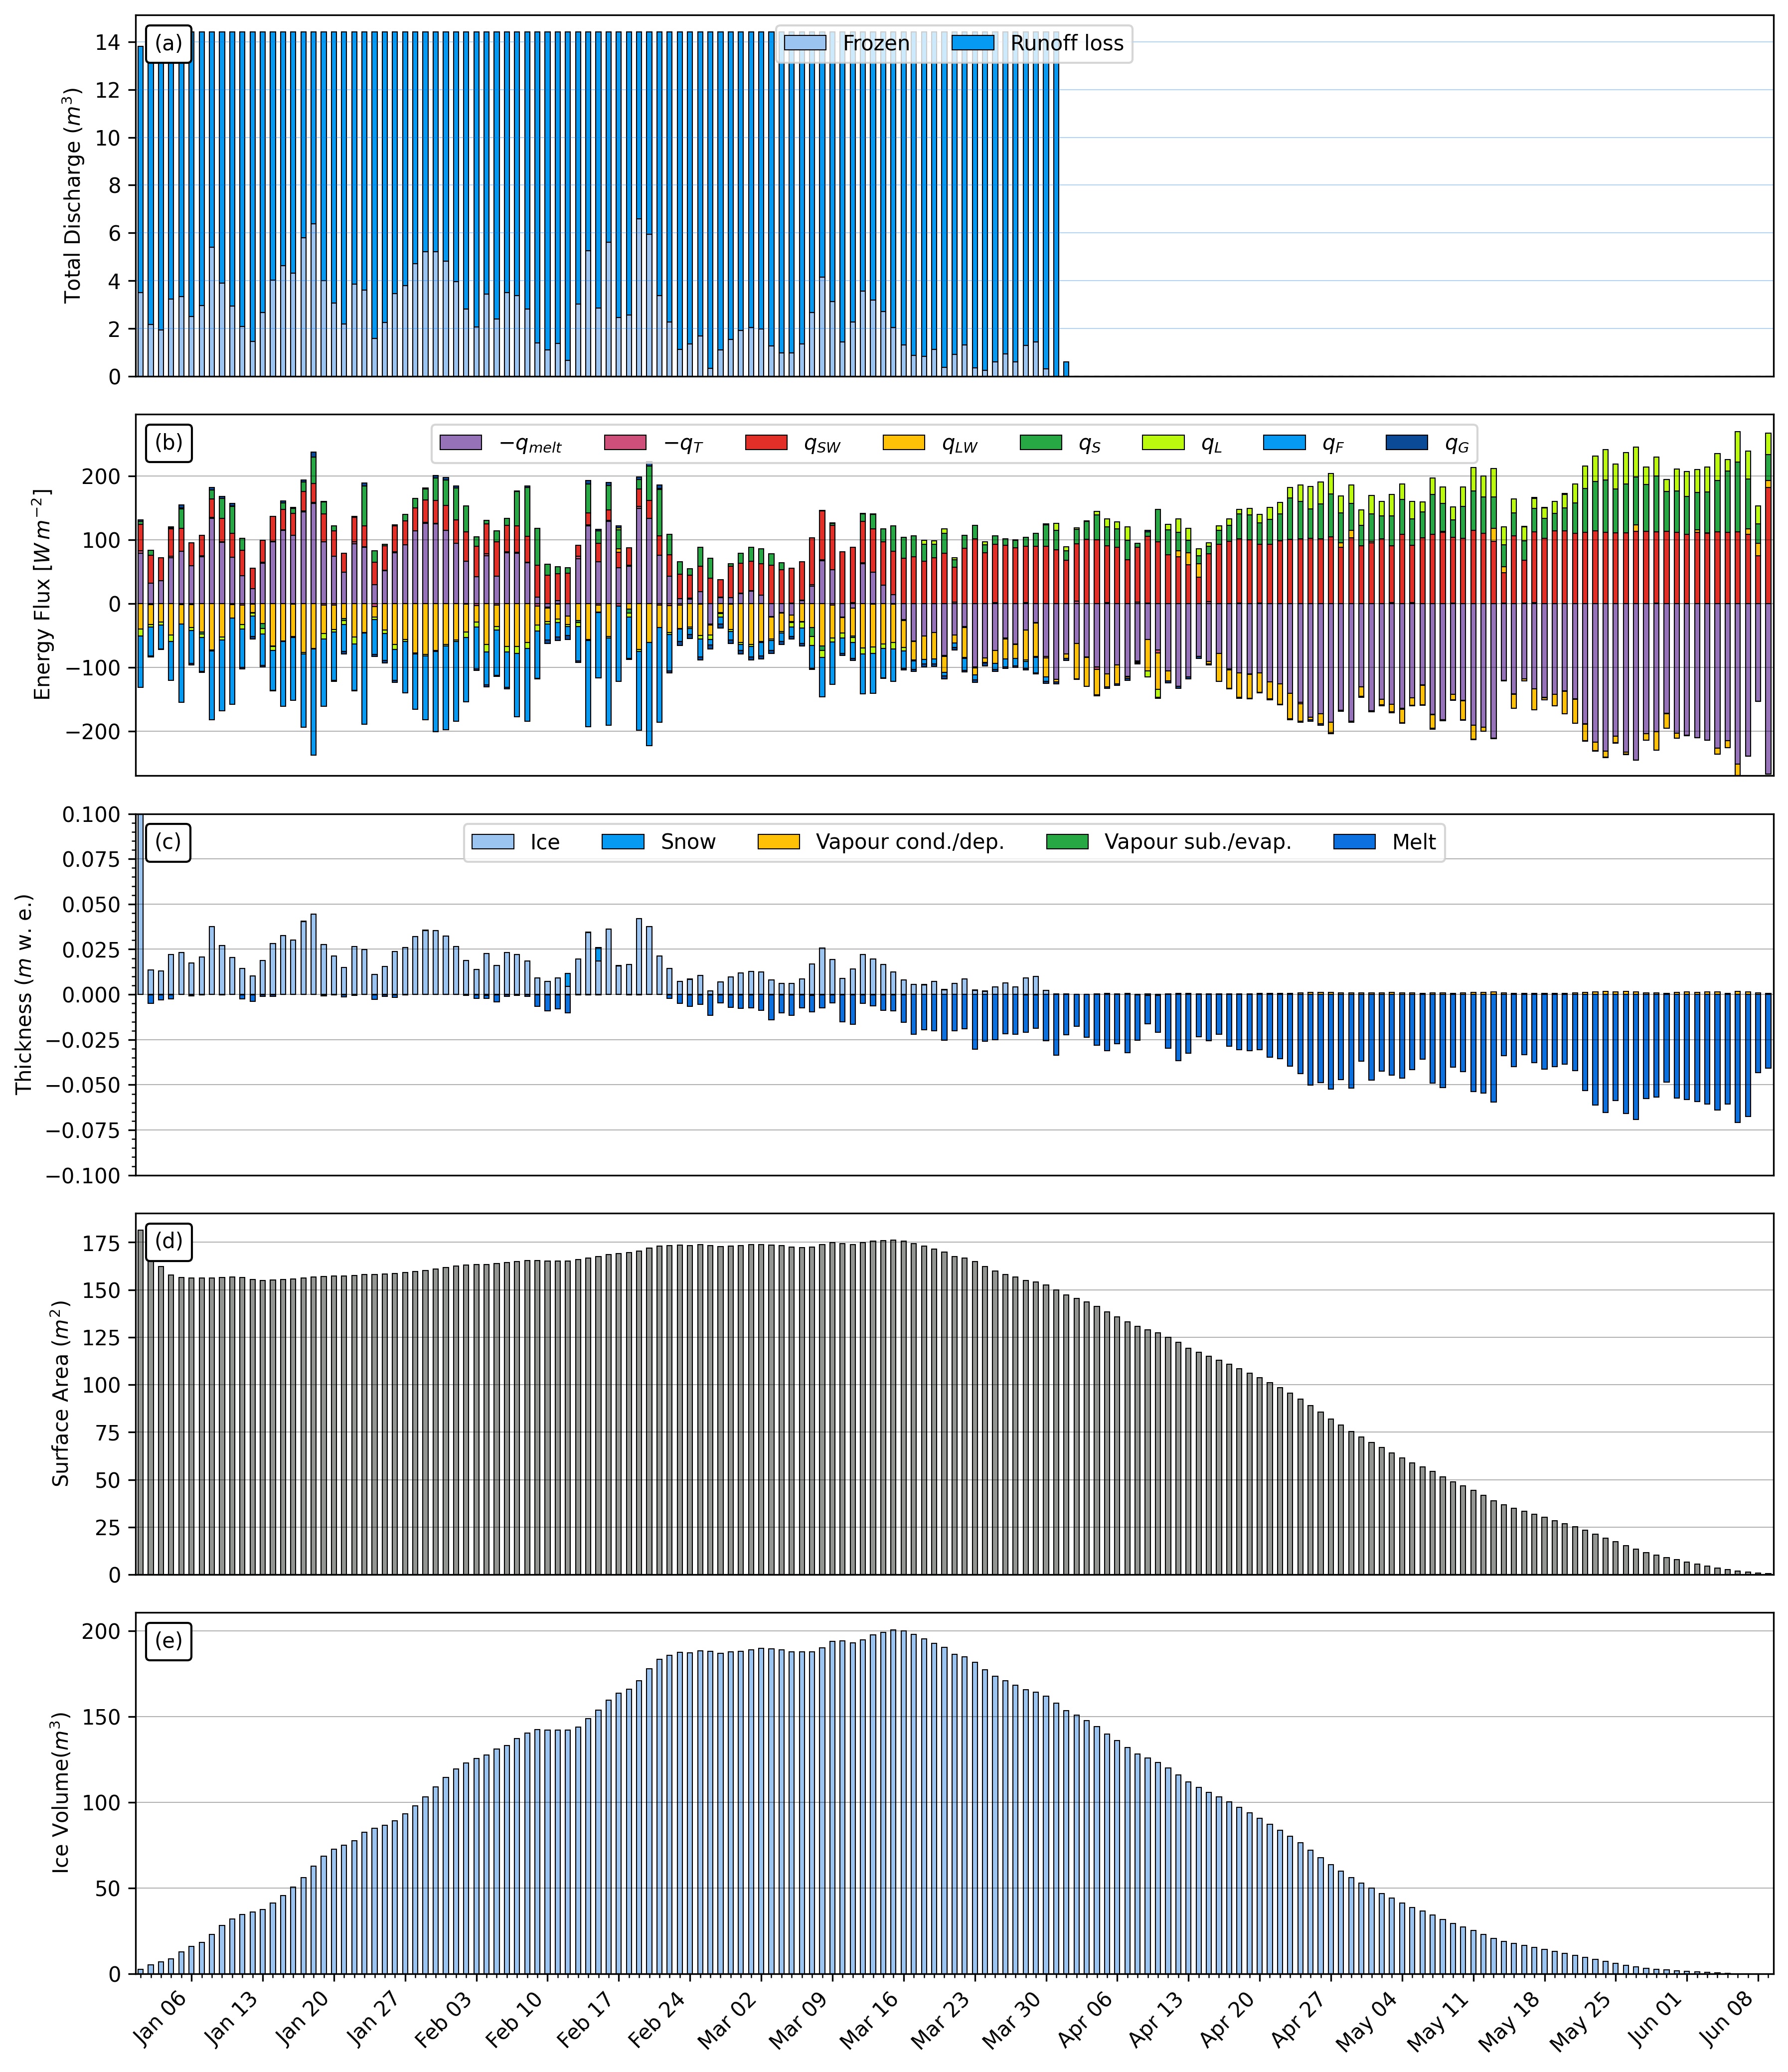 (a)
Frozen Runoff loss
Total Discharge (m³)
14
12
10
8
6
4
2
0
(b)
−q_melt −q_T q_SW q_LW q_S q_L q_F q_G
Energy Flux [W m⁻²]
200
100
0
−100
−200
(c)
Ice Snow Vapour cond./dep. Vapour sub./evap. Melt
Thickness (m w. e.)
0.100
0.075
0.050
0.025
0.000
−0.025
−0.050
−0.075
−0.100
(d)
Surface Area (m²)
175
150
125
100
75
50
25
0
(e)
Ice Volume(m³)
200
150
100
50
0
Jan 06 Jan 13 Jan 20 Jan 27 Feb 03 Feb 10 Feb 17 Feb 24 Mar 02 Mar 09 Mar 16 Mar 23 Mar 30 Apr 06 Apr 13 Apr 20 Apr 27 May 04 May 11 May 18 May 25 Jun 01 Jun 08